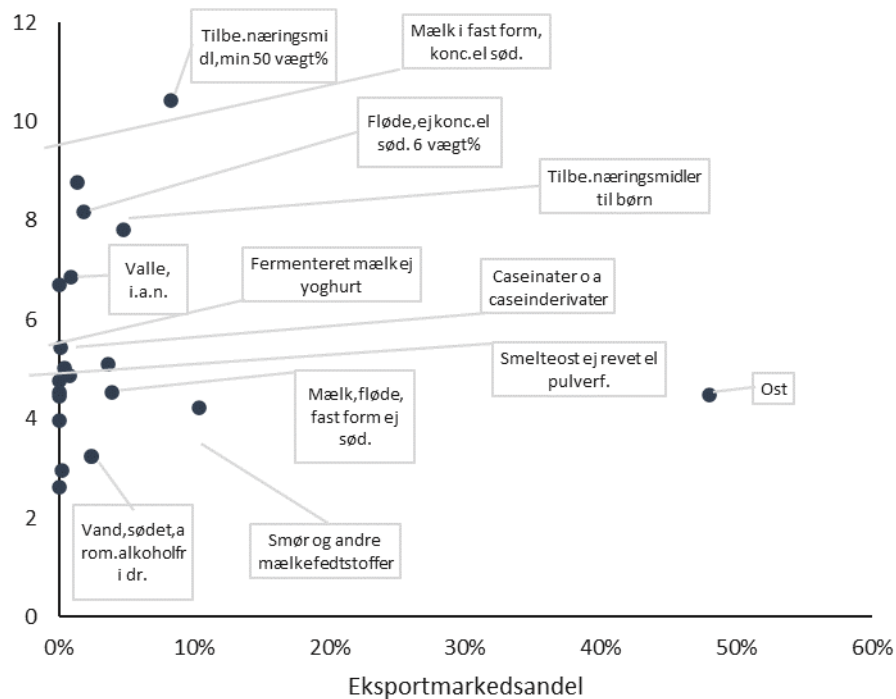 12
10
8
6
4
2
0
Tilbe.næringsmi
dl,min 50 vægt%
Mælk i fast form,
konc.el sød.
Fløde,ej konc.el
sød. 6 vægt%
Tilbe.næringsmidler
til børn
Valle,
i.a.n.
Fermenteret mælk ej
yoghurt
Caseinater o a
caseinderivater
Smelteost ej revet el
pulverf.
Ost
Mælk,fløde,
fast form ej
sød.
Vand,sødet,a
rom.alkoholfr
i dr.
Smør og andre
mælkefedtstoffer
0% 10% 20% 30% 40% 50% 60%
Eksportmarkedsandel